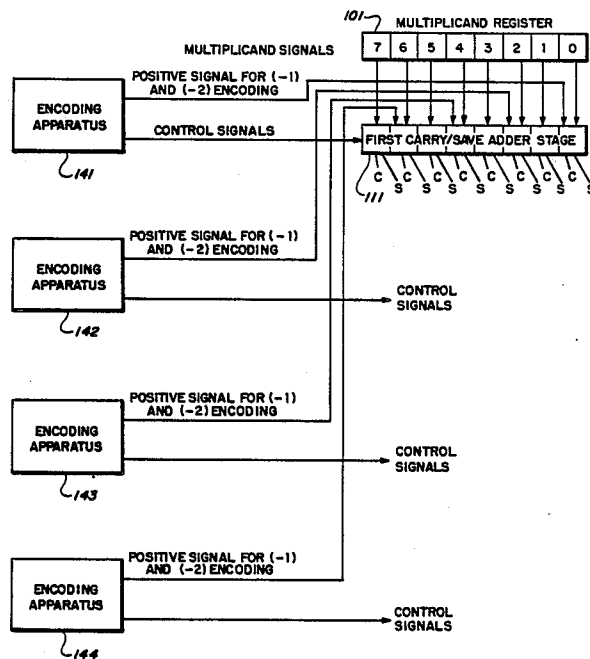 101
MULTIPLICAND REGISTER
MULTIPLICAND SIGNALS
7 6 5 4 3 2 1 0
POSITIVE SIGNAL FOR (-1)
AND (-2) ENCODING
ENCODING
APPARATUS
CONTROL SIGNALS
141
FIRST CARRY/SAVE ADDER STAGE
111
C S C S C S C S C S C S C S C S
POSITIVE SIGNAL FOR (-1)
AND (-2) ENCODING
ENCODING
APPARATUS
CONTROL
SIGNALS
142
POSITIVE SIGNAL FOR (-1)
AND (-2) ENCODING
ENCODING
APPARATUS
CONTROL
SIGNALS
143
POSITIVE SIGNAL FOR (-1)
AND (-2) ENCODING
ENCODING
APPARATUS
CONTROL
SIGNALS
144